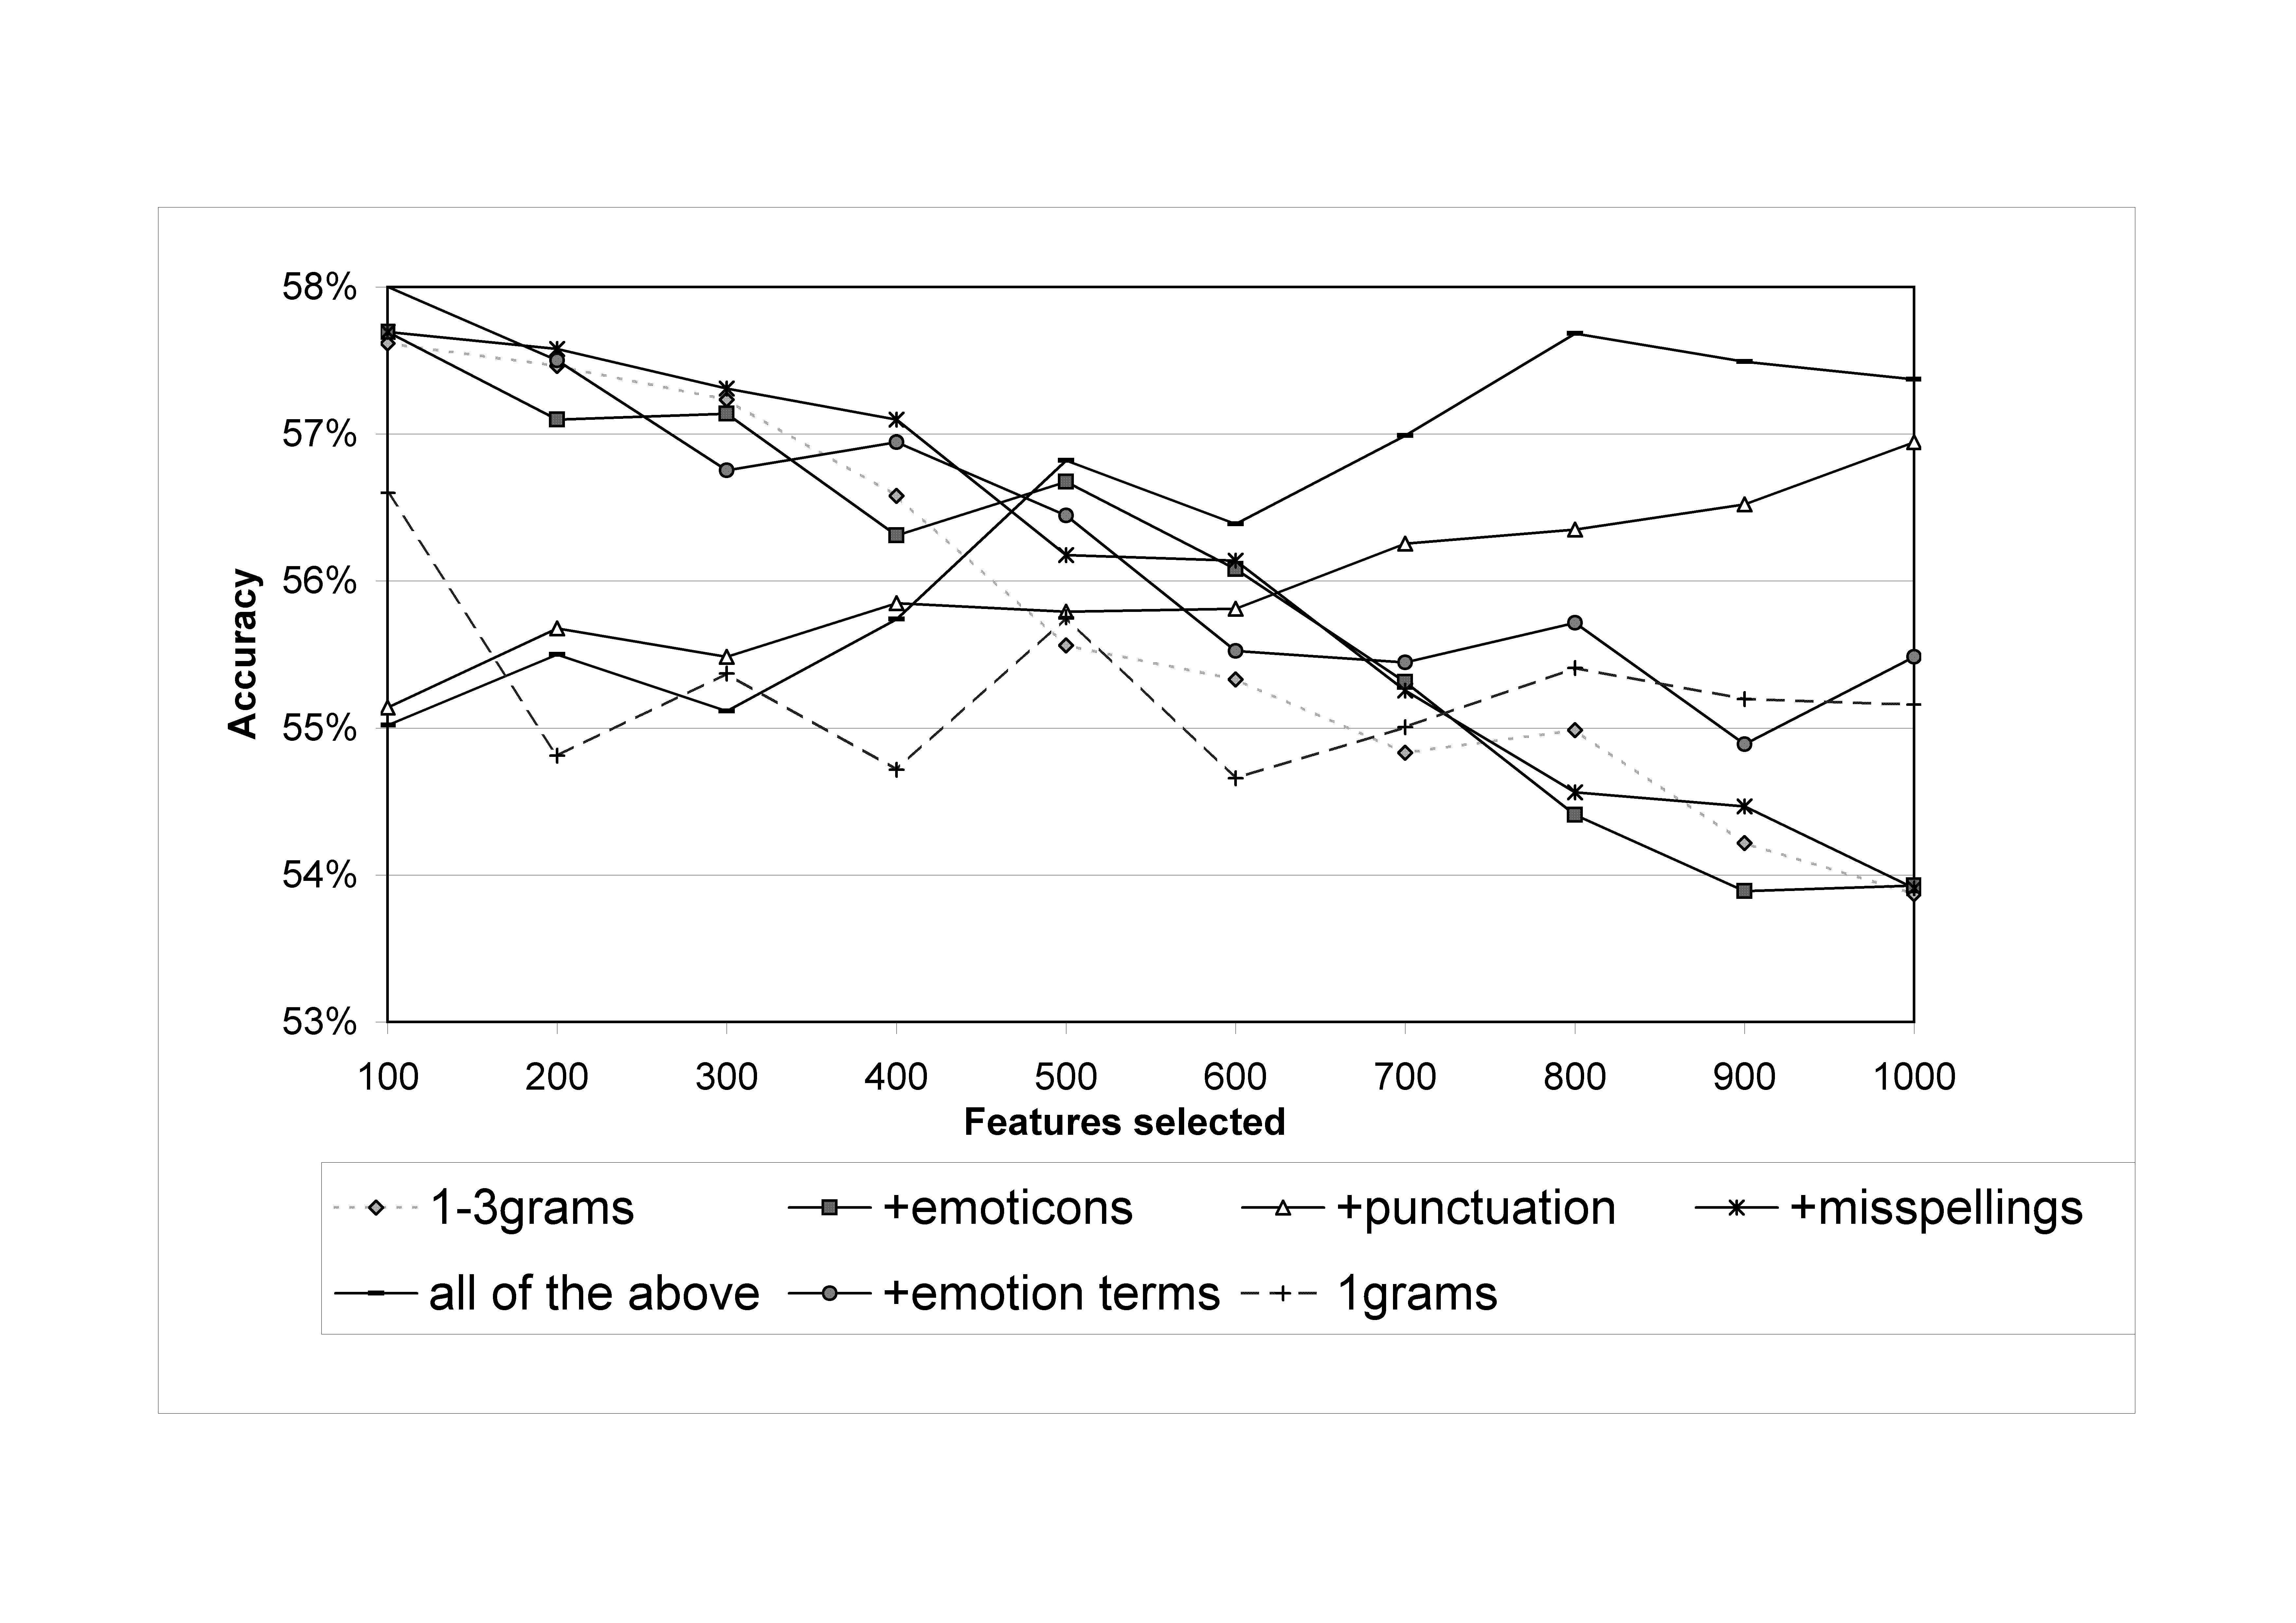 58%
57%
56%
55%
54%
53%
Accuracy
100 200 300 400 500 600 700 800 900 1000
Features selected
1-3grams +emoticons +punctuation +misspellings
all of the above +emotion terms 1grams